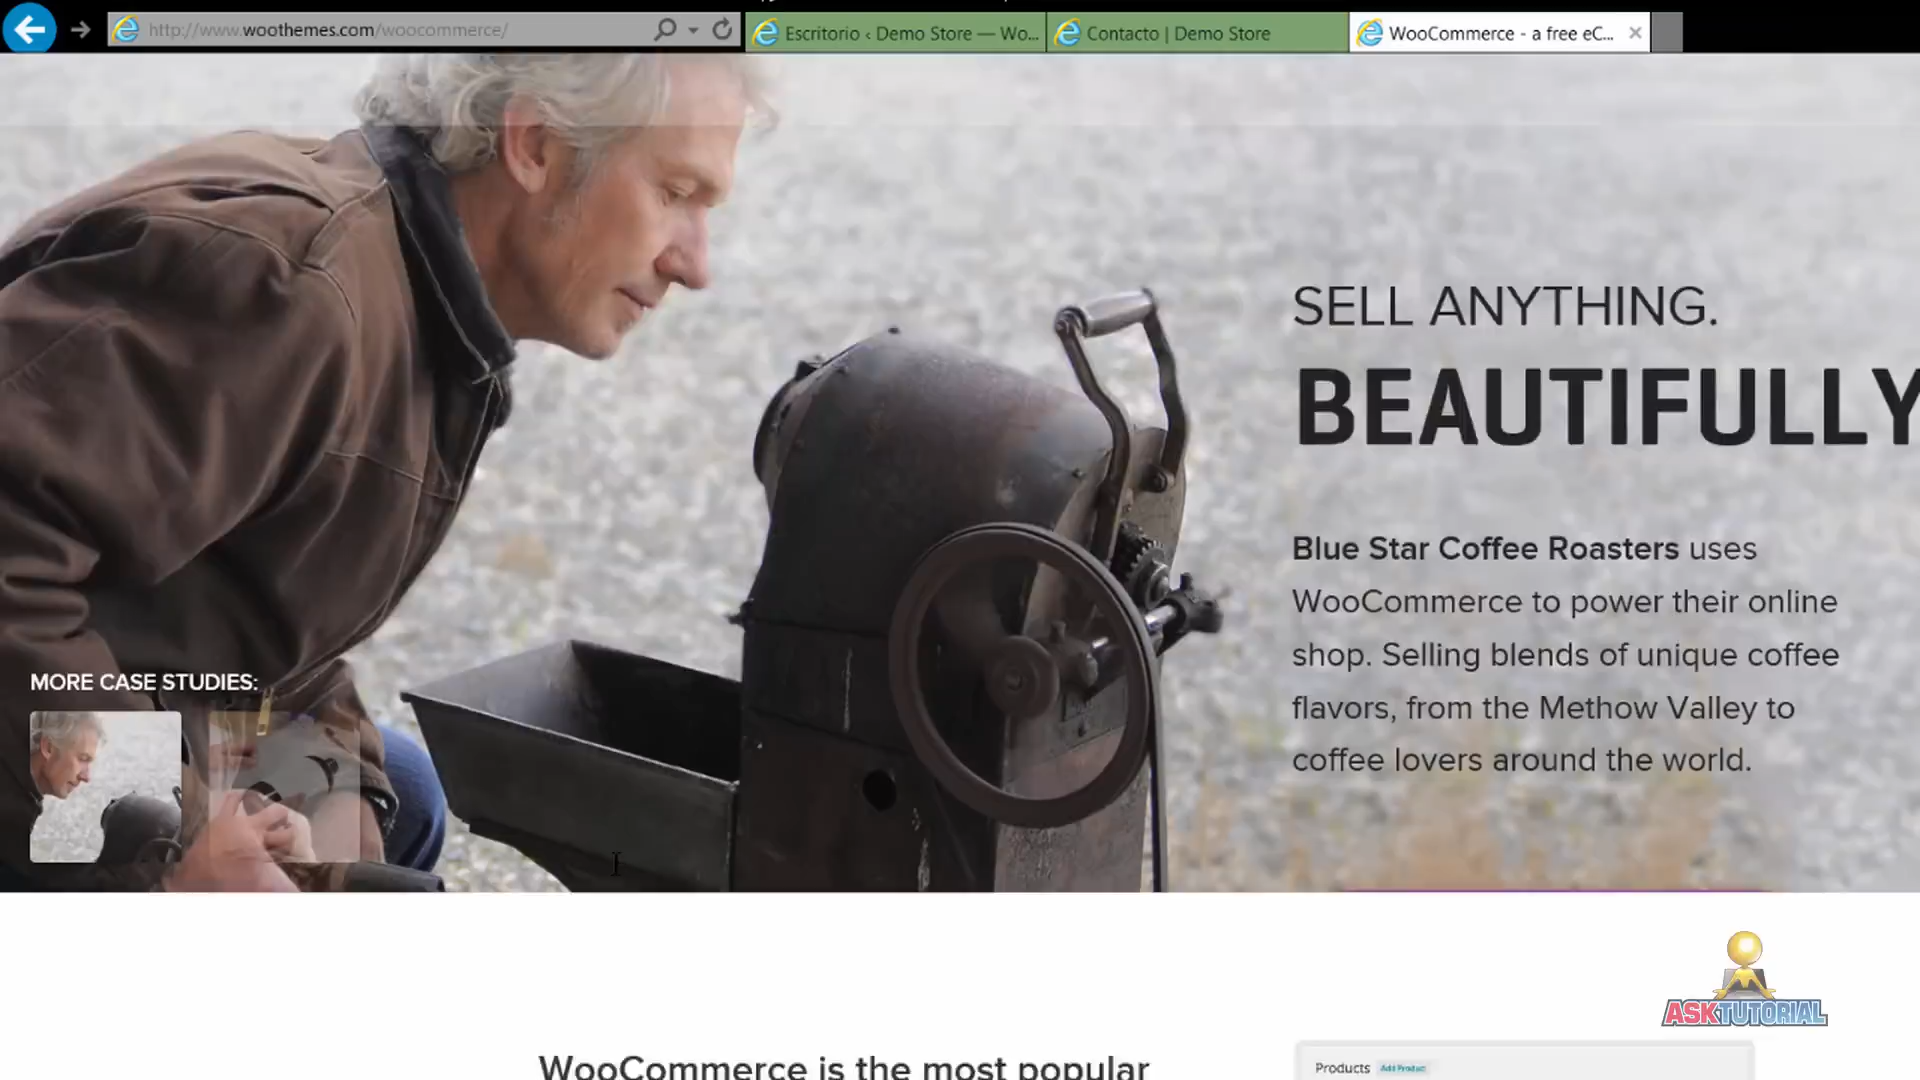 http://www.woothemes.com/woocommerce/
Escritorio ‹ Demo Store — Wo...
Contacto | Demo Store
WooCommerce - a free eC...
SELL ANYTHING.
BEAUTIFULLY
Blue Star Coffee Roasters uses
WooCommerce to power their online
shop. Selling blends of unique coffee
flavors, from the Methow Valley to
coffee lovers around the world.
MORE CASE STUDIES:
ASKTUTORIAL
WooCommerce is the most popular
Products Add Product